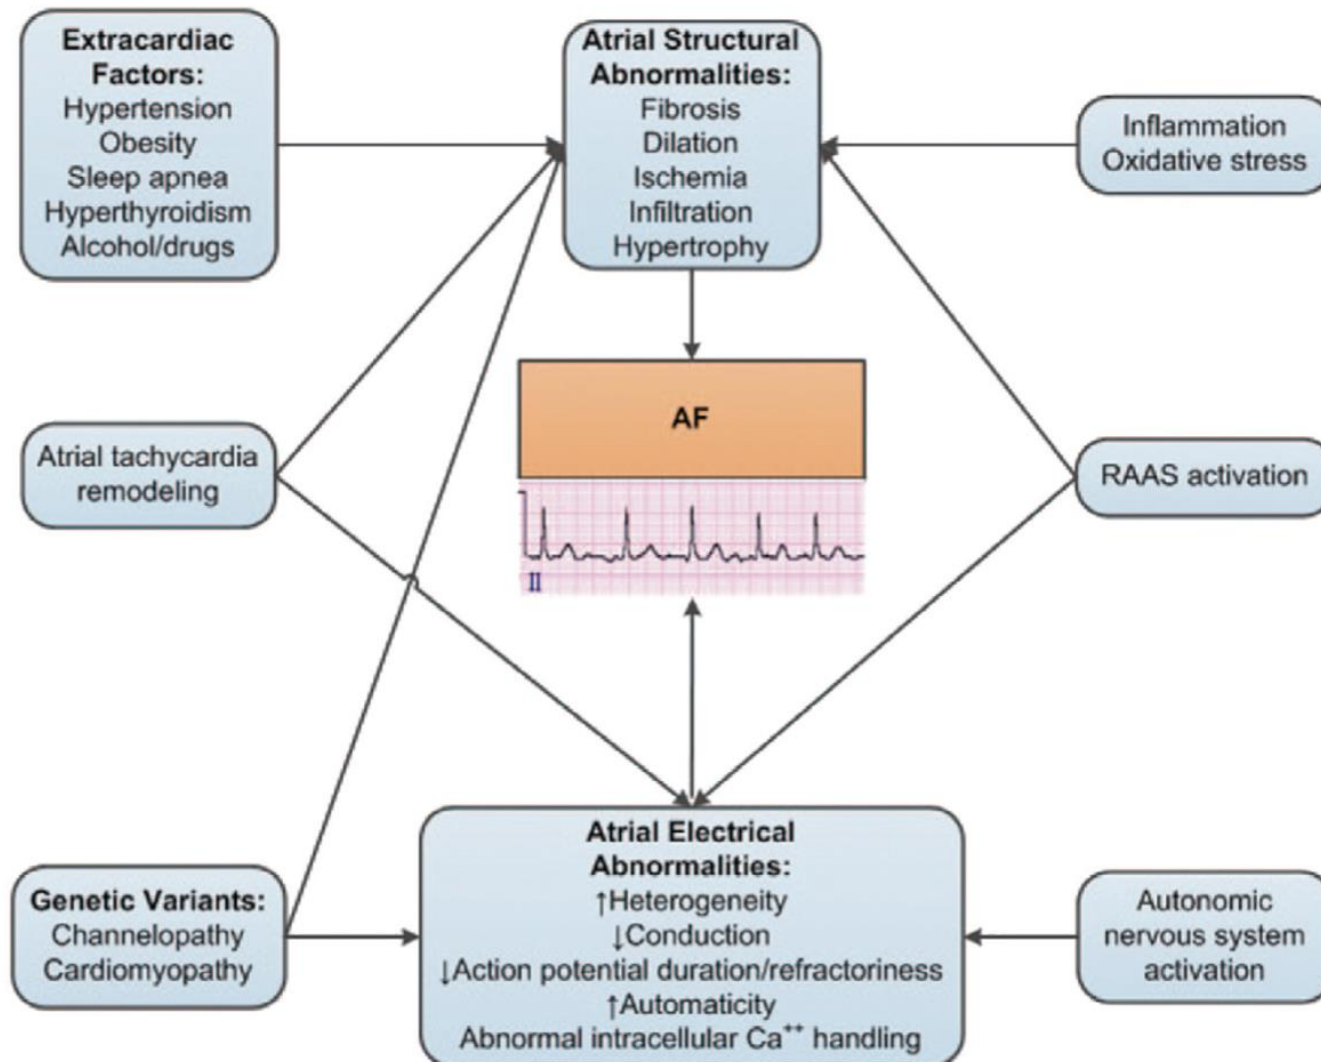 Extracardiac
Factors:
Hypertension
Obesity
Sleep apnea
Hyperthyroidism
Alcohol/drugs
Atrial Structural
Abnormalities:
Fibrosis
Dilation
Ischemia
Infiltration
Hypertrophy
Inflammation
Oxidative stress
AF
II
Atrial tachycardia
remodeling
RAAS activation
Genetic Variants:
Channelopathy
Cardiomyopathy
Atrial Electrical
Abnormalities:
↑Heterogeneity
↓Conduction
↓Action potential duration/refractoriness
↑Automaticity
Abnormal intracellular Ca⁺⁺ handling
Autonomic
nervous system
activation